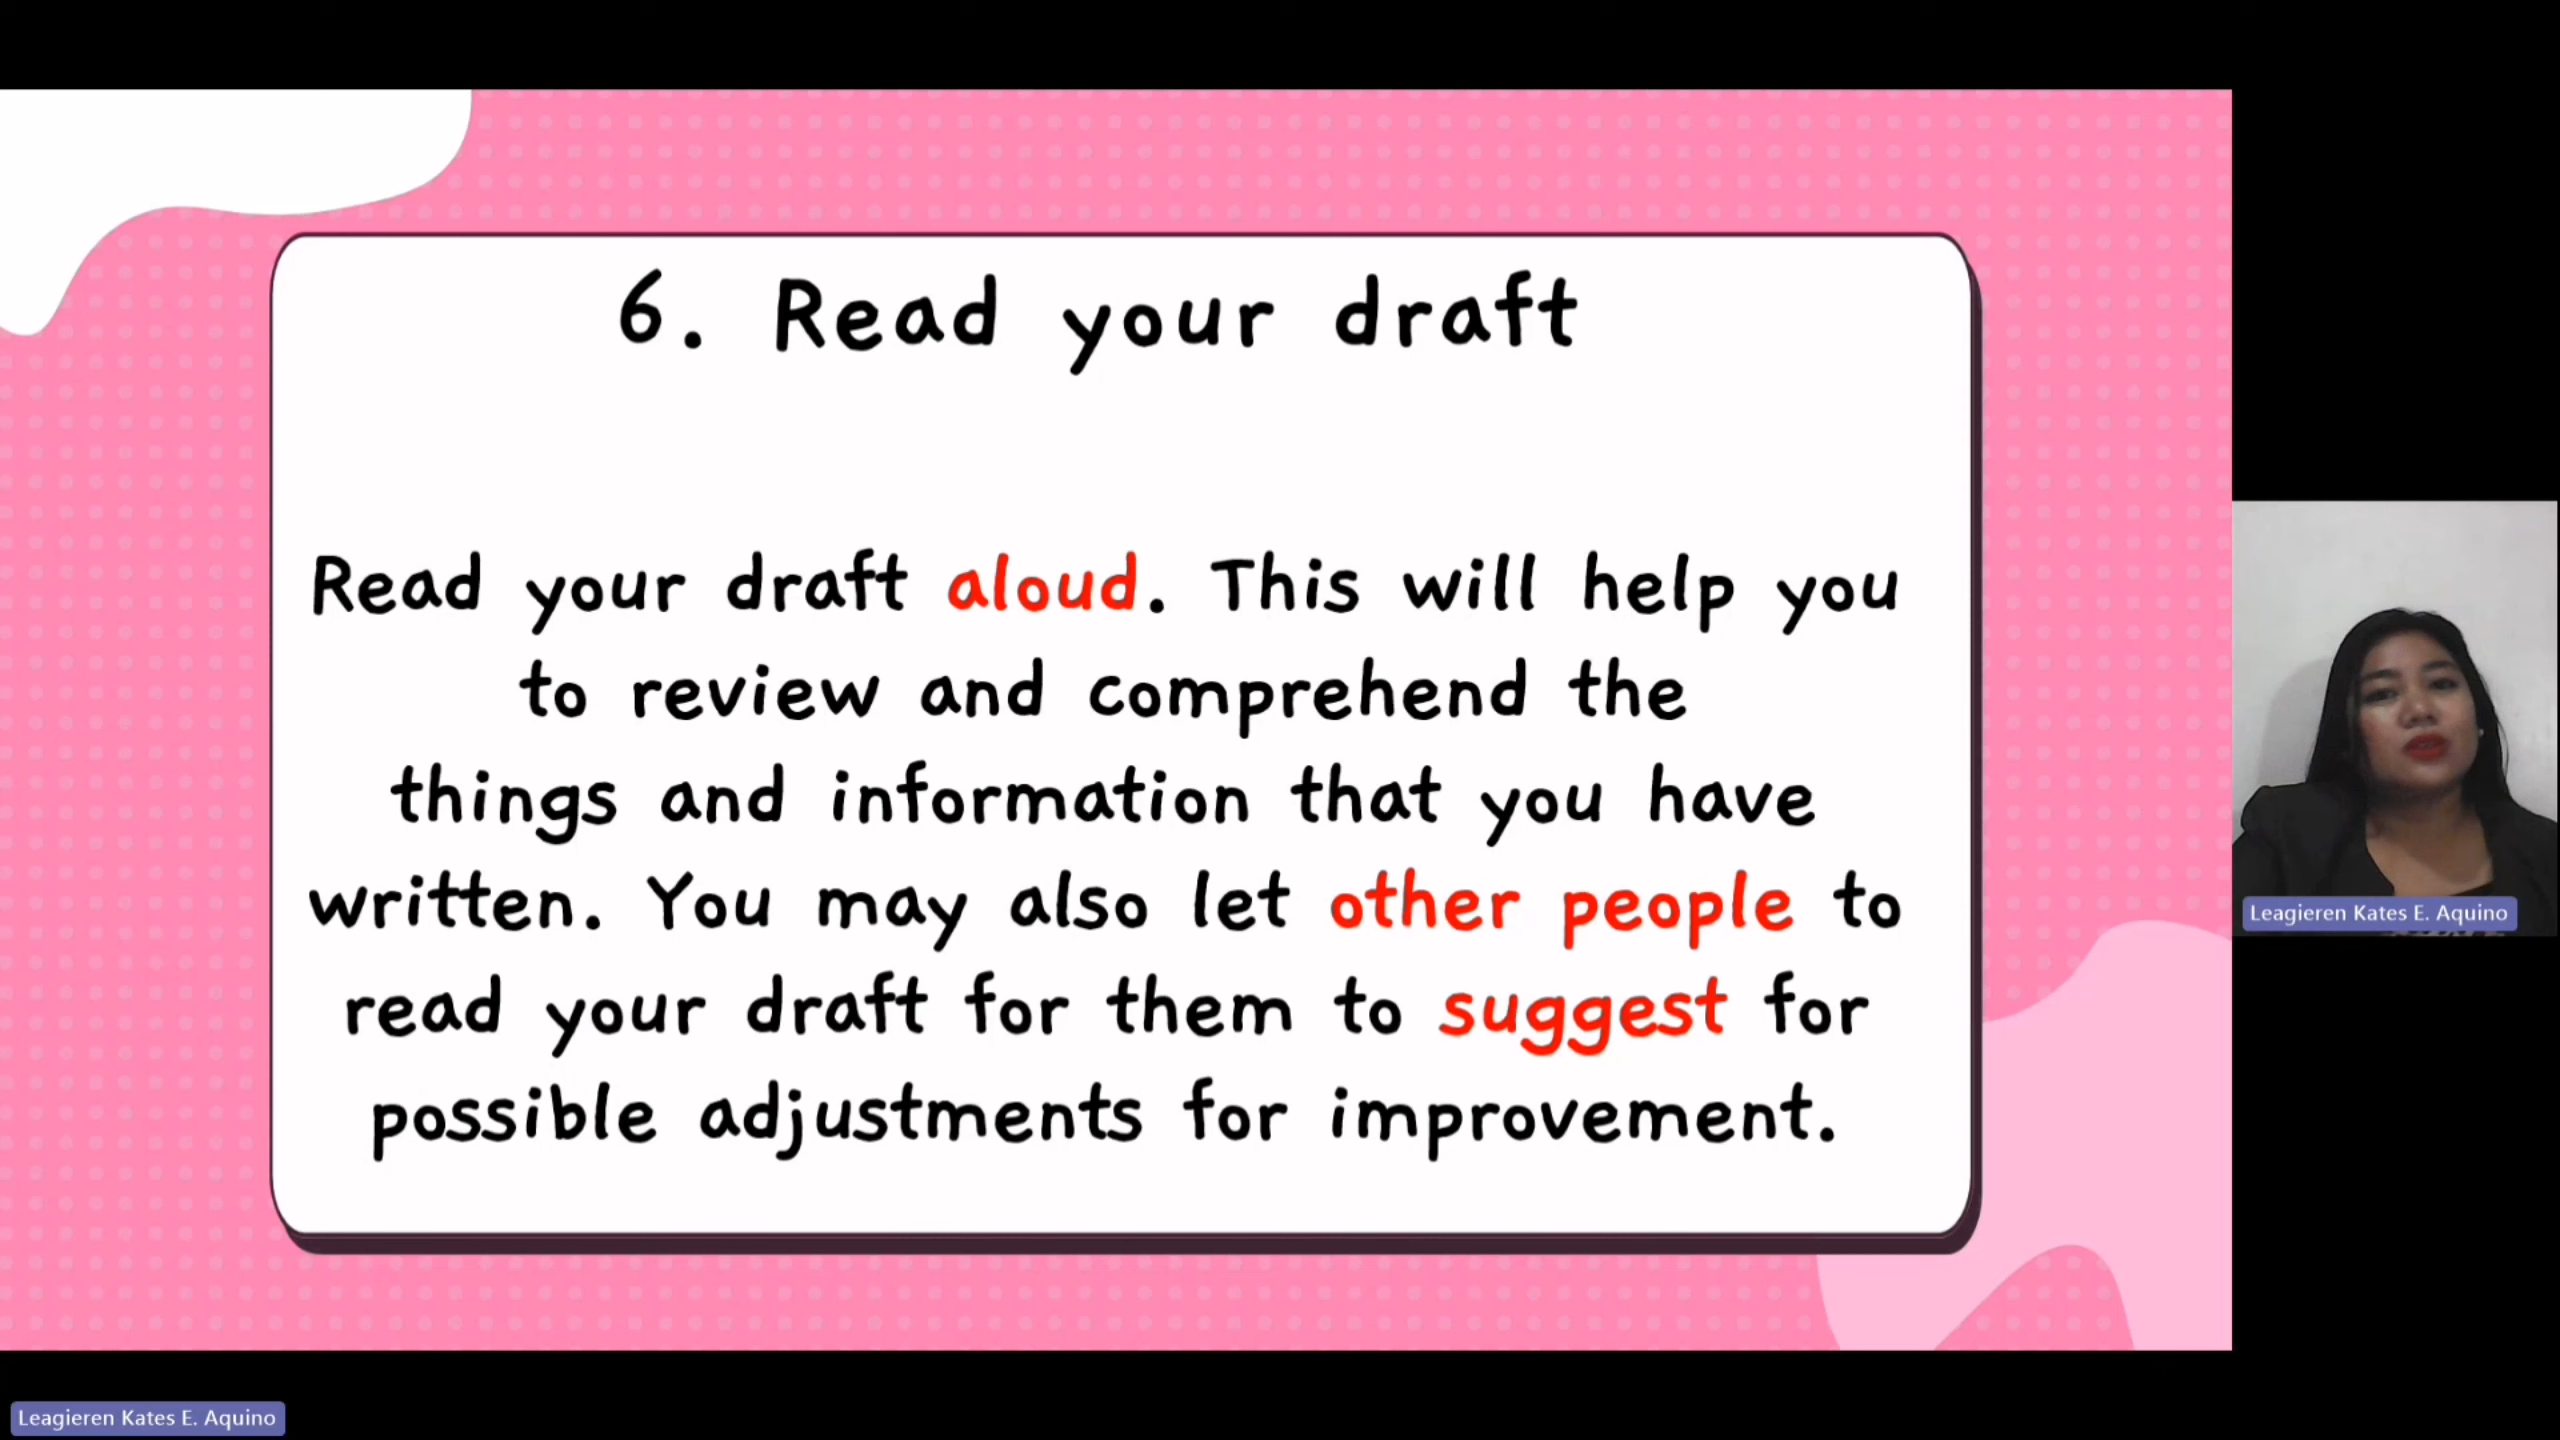 6. Read your draft
Read your draft aloud. This will help you
to review and comprehend the
things and information that you have
written. You may also let other people to
read your draft for them to suggest for
possible adjustments for improvement.
Leagieren Kates E. Aquino
Leagieren Kates E. Aquino